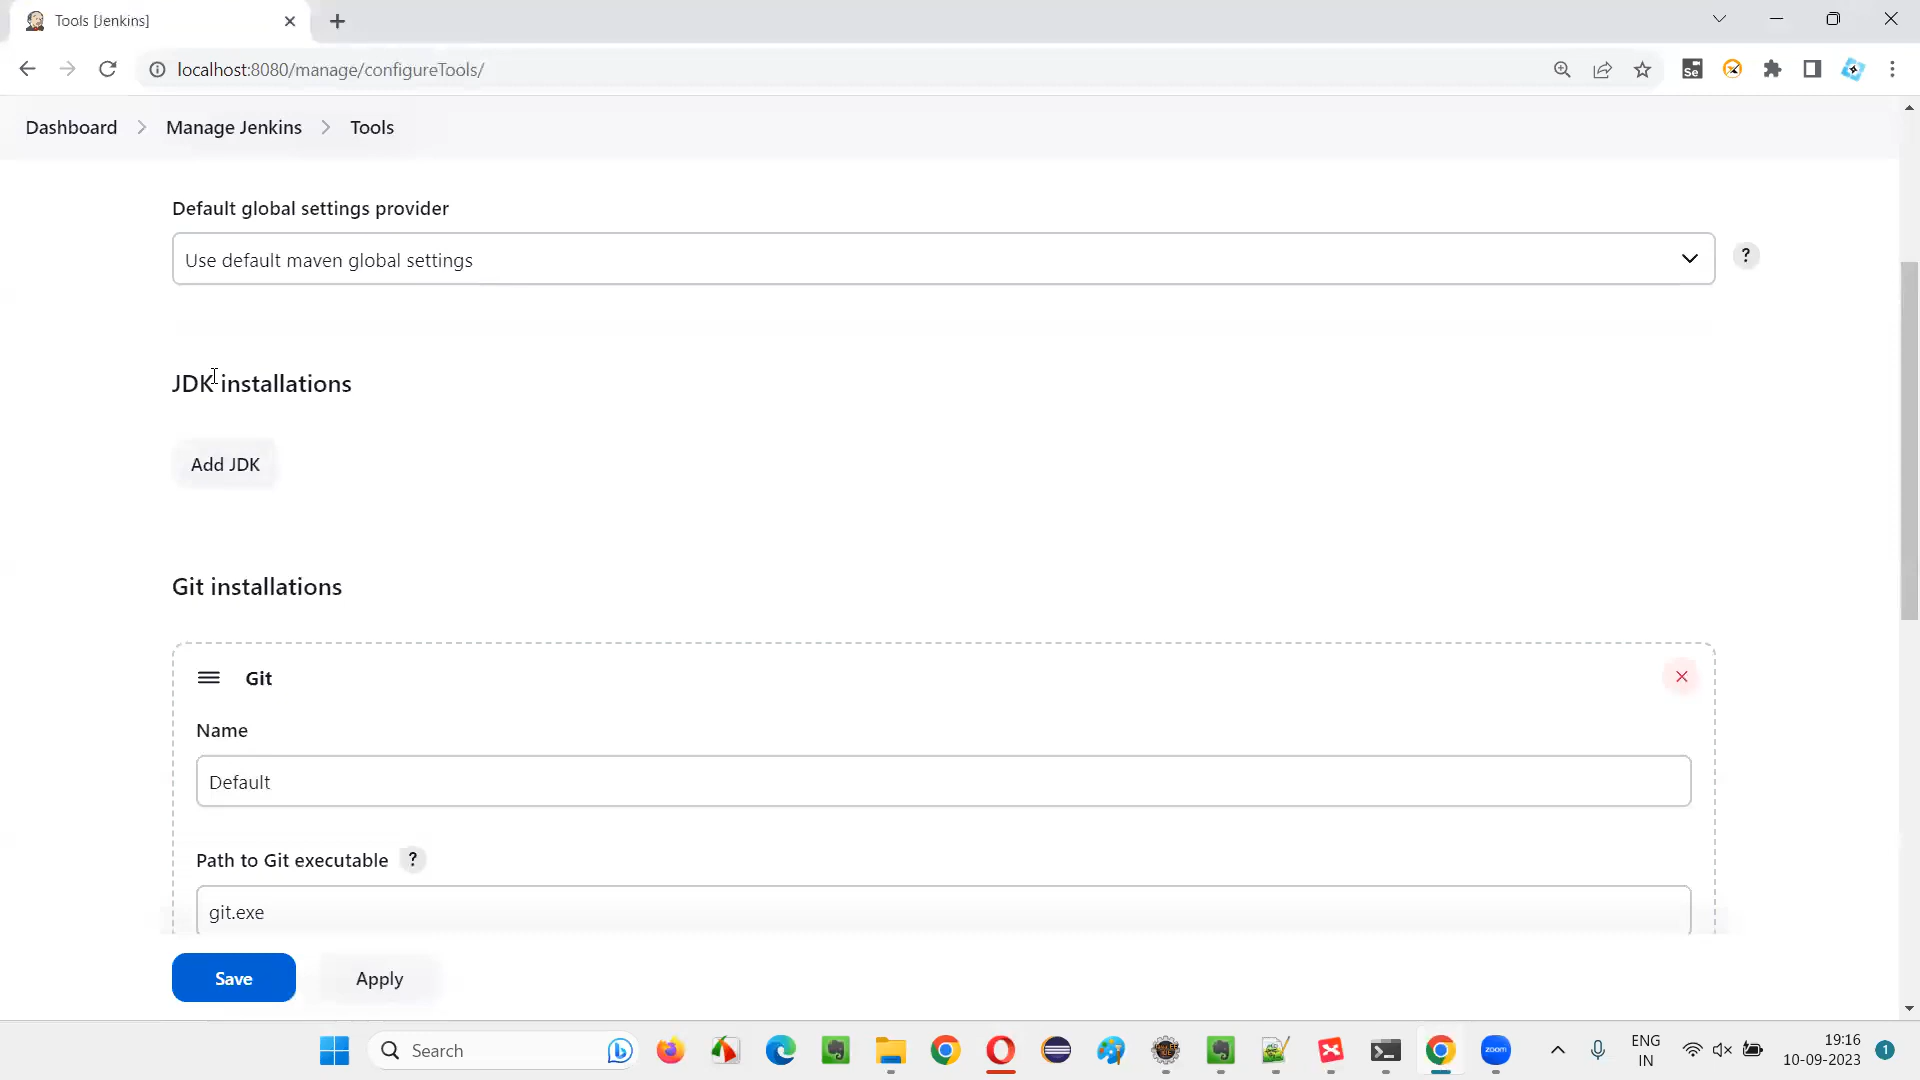 Tools [Jenkins]
localhost:8080/manage/configureTools/
Se
Dashboard
Manage Jenkins
Tools
Default global settings provider
Use default maven global settings
?
JDK installations
Add JDK
Git installations
Git
Name
Default
Path to Git executable ?
git.exe
Save
Apply
Search
zoom
ENG
IN
19:16
10-09-2023
1